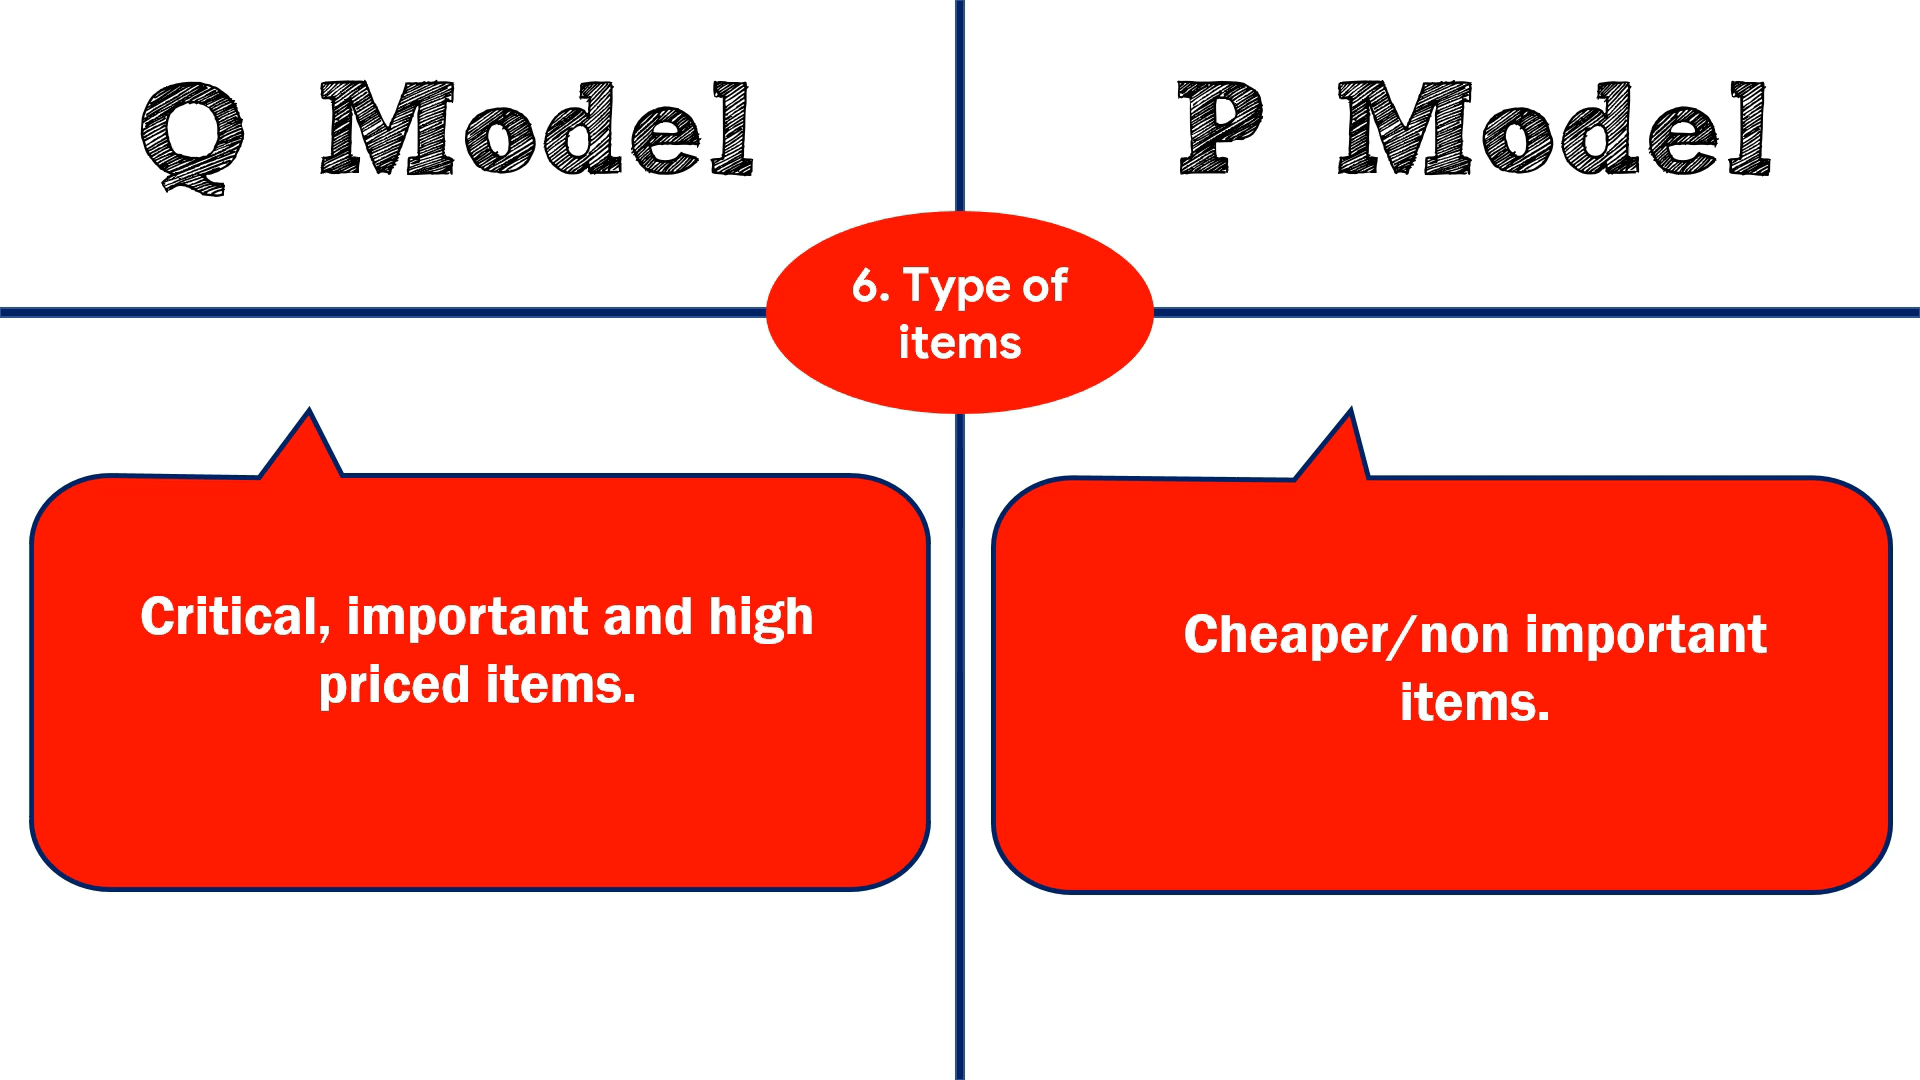 Q Model
P Model
6. Type of
items
Critical, important and high
priced items.
Cheaper/non important
items.